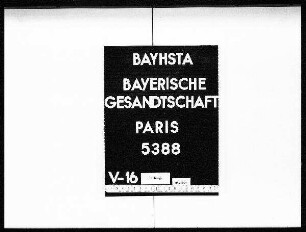 BAYHSTA
BAYERISCHE
GESANDTSCHAFT
PARIS
5388
V-16